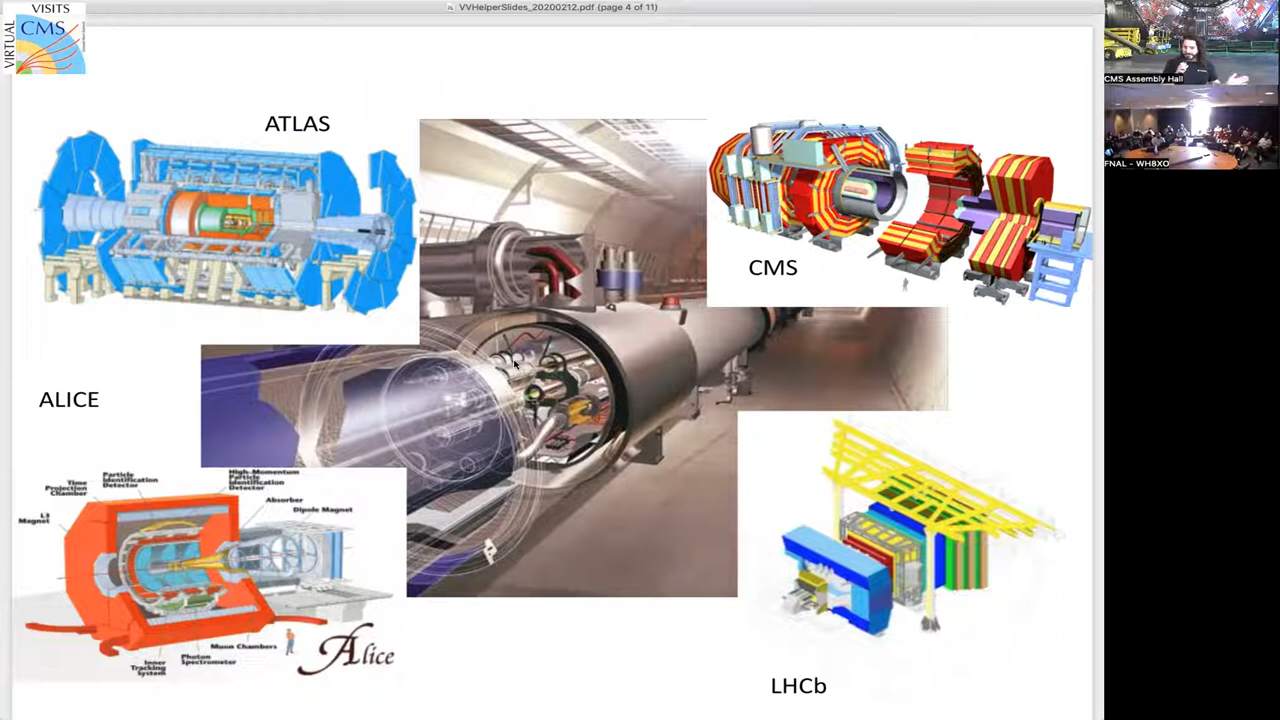 VVHelperSlides_20200212.pdf (page 4 of 11)
VISITS
VIRTUAL
CMS
CMS Assembly Hall
FNAL - WH8XO
ATLAS
CMS
ALICE
Particle
Identification
Detector
High-Momentum
Particle
Identification
Detector
Time
Projection
Chamber
Absorber
L3
Magnet
Dipole Magnet
Muon Chambers
Photon
Spectrometer
Inner
Tracking
System
Alice
LHCb